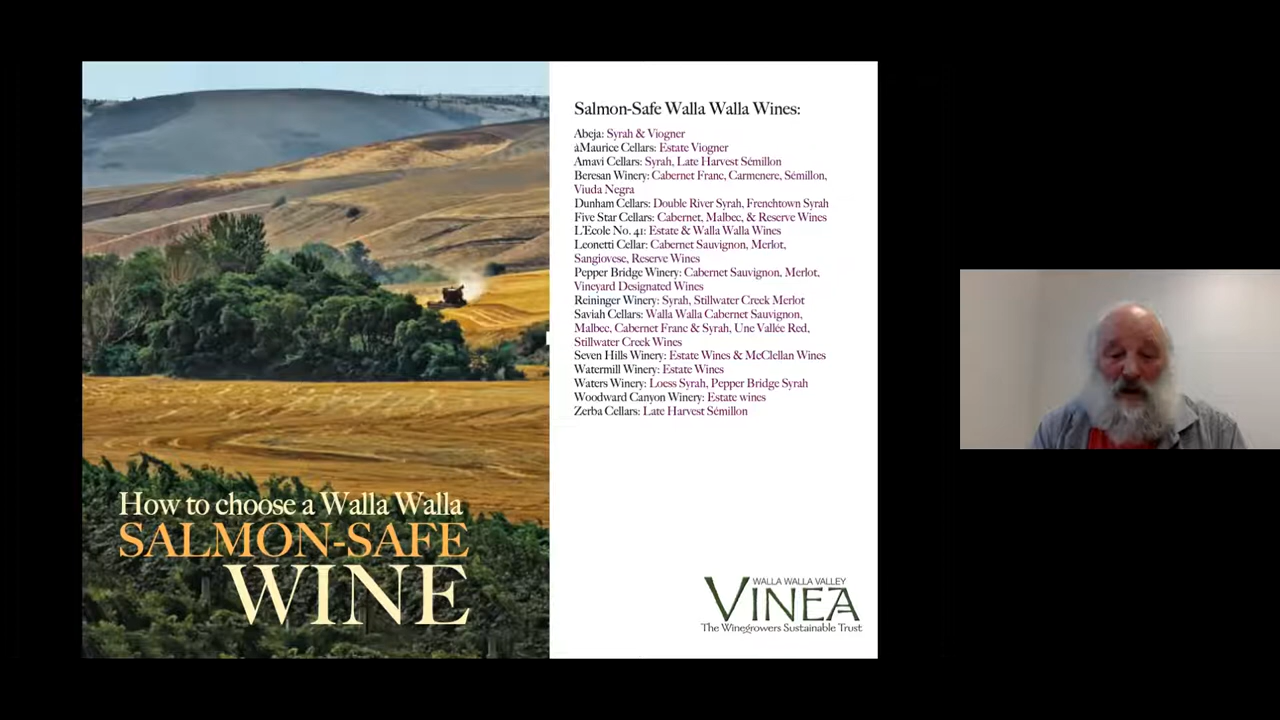 How to choose a Walla Walla
SALMON-SAFE
WINE
Salmon-Safe Walla Walla Wines:
Abeja: Syrah & Viogner
àMaurice Cellars: Estate Viogner
Amavi Cellars: Syrah, Late Harvest Sémillon
Beresan Winery: Cabernet Franc, Carmenere, Sémillon,
Viuda Negra
Dunham Cellars: Double River Syrah, Frenchtown Syrah
Five Star Cellars: Cabernet, Malbec, & Reserve Wines
L'Ecole No. 41: Estate & Walla Walla Wines
Leonetti Cellar: Cabernet Sauvignon, Merlot,
Sangiovese, Reserve Wines
Pepper Bridge Winery: Cabernet Sauvignon, Merlot,
Vineyard Designated Wines
Reininger Winery: Syrah, Stillwater Creek Merlot
Saviah Cellars: Walla Walla Cabernet Sauvignon,
Malbec, Cabernet Franc & Syrah, Une Vallée Red,
Stillwater Creek Wines
Seven Hills Winery: Estate Wines & McClellan Wines
Watermill Winery: Estate Wines
Waters Winery: Loess Syrah, Pepper Bridge Syrah
Woodward Canyon Winery: Estate wines
Zerba Cellars: Late Harvest Sémillon
WALLA WALLA VALLEY
VINEA
The Winegrowers Sustainable Trust